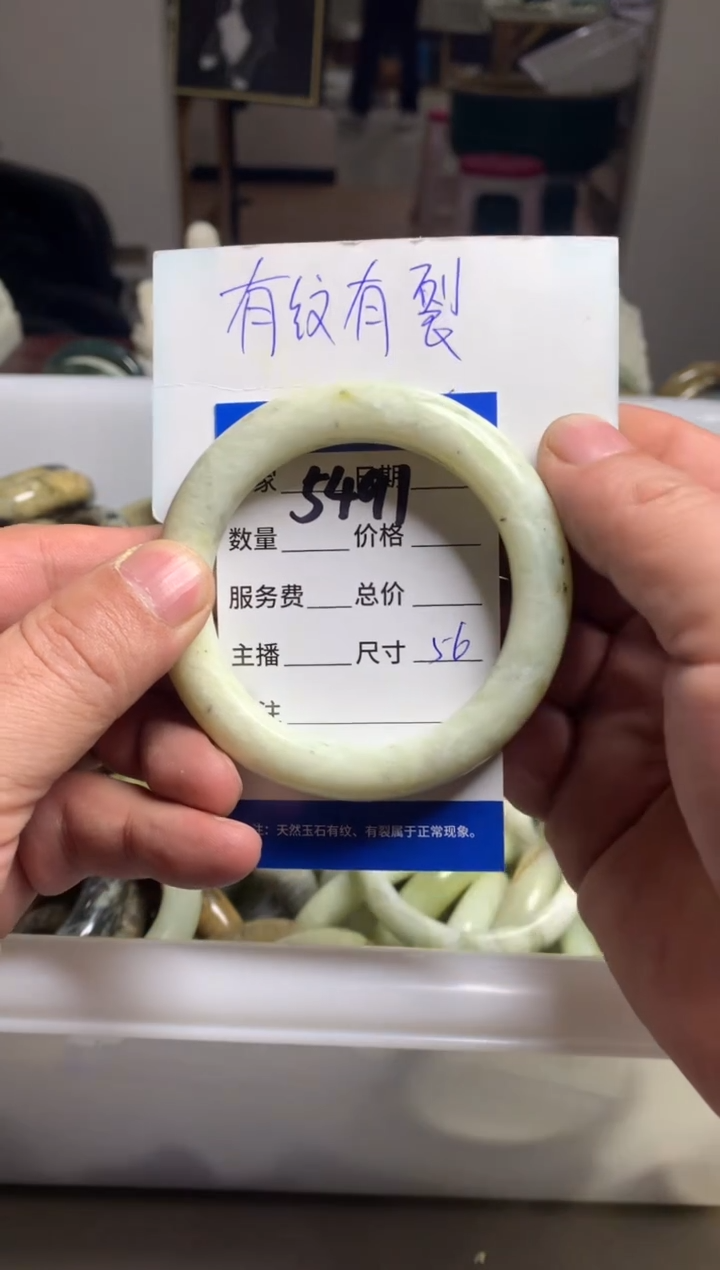 有纹有裂
家 日期
5491
数量 价格
服务费 总价
主播 尺寸 56
注
注：天然玉石有纹、有裂属于正常现象。